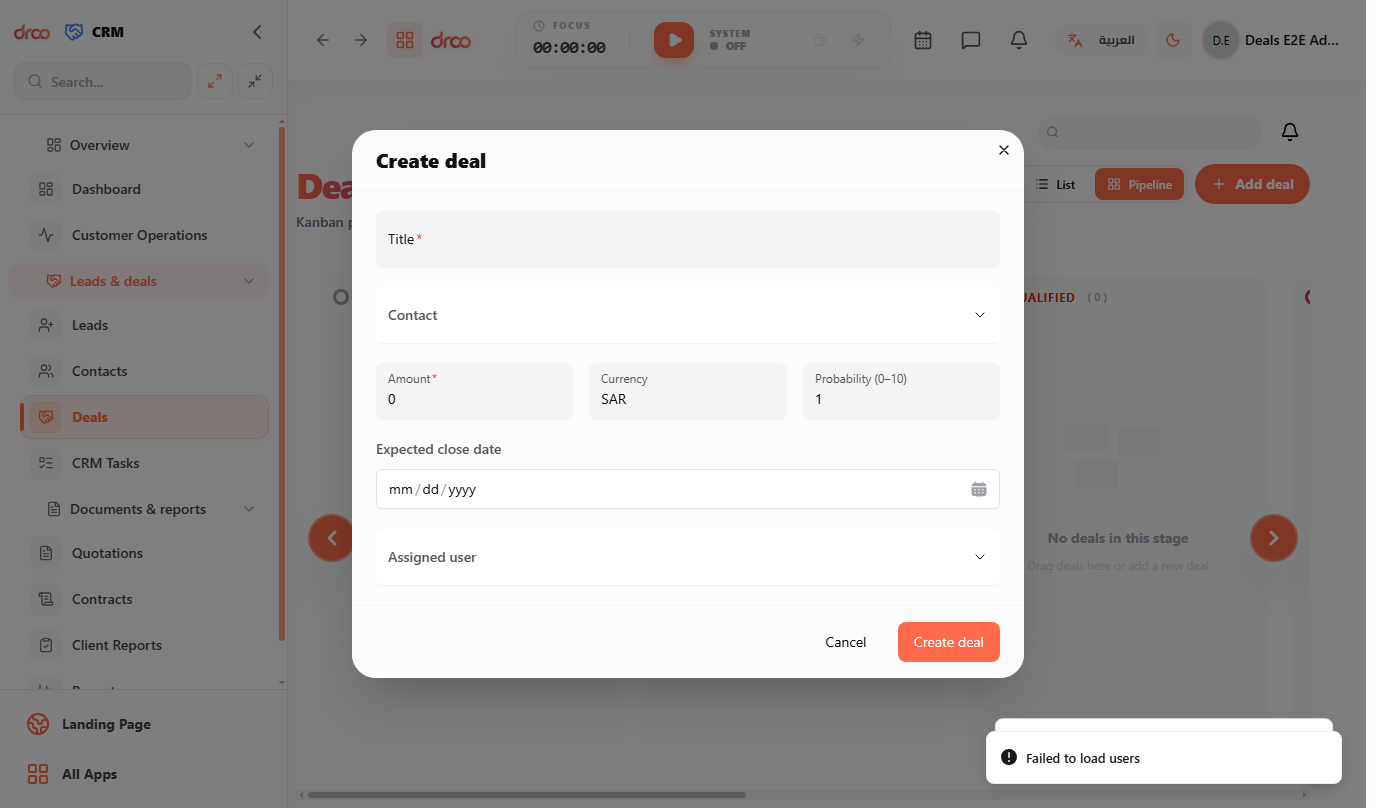 droo CRM
Search...
Overview
Dashboard
Customer Operations
Leads & deals
Leads
Contacts
Deals
CRM Tasks
Documents & reports
Quotations
Contracts
Client Reports
Landing Page
All Apps
droo
FOCUS
00:00:00
SYSTEM
OFF
العربية
D.E
Deals E2E Ad...
List
Pipeline
Add deal
Kanban
( 0 )
No deals in this stage
Drag deals here or add a new deal
Create deal
Title*
Contact
Amount*
0
Currency
SAR
Probability (0–10)
1
Expected close date
mm/dd/yyyy
Assigned user
Cancel
Create deal
Failed to load users